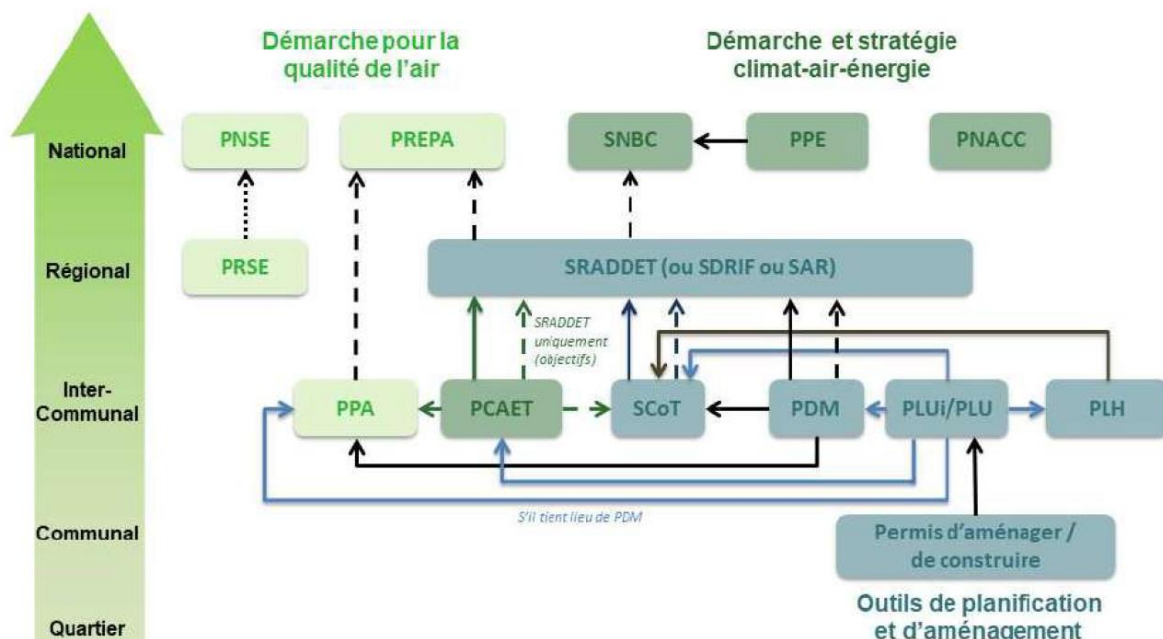 Démarche pour la
qualité de l'air
Démarche et stratégie
climat-air-énergie
National
PNSE
PREPA
SNBC
PPE
PNACC
Régional
PRSE
SRADDET (ou SDRIF ou SAR)
SRADDET
uniquement
(objectifs)
Inter-
Communal
PPA
PCAET
SCoT
PDM
PLUi/PLU
PLH
S'il tient lieu de PDM
Communal
Permis d'aménager /
de construire
Quartier
Outils de planification
et d'aménagement